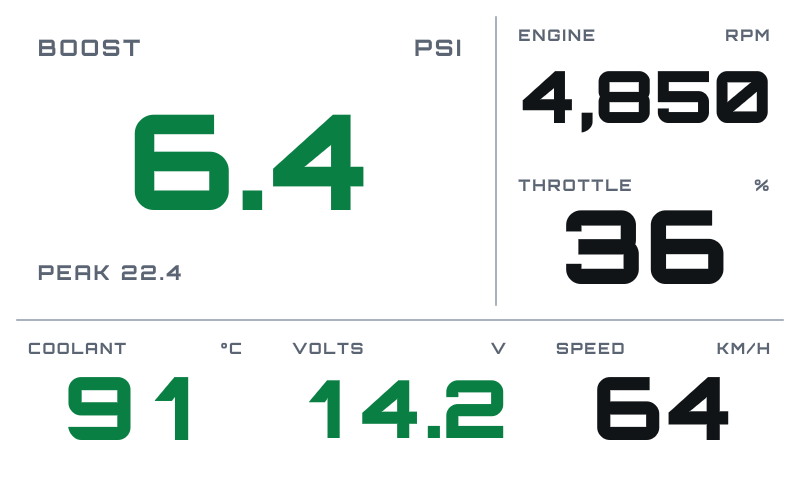 BOOST PSI
6.4
PEAK 22.4
ENGINE RPM
4,850
THROTTLE %
36
COOLANT °C
91
VOLTS V
14.2
SPEED KM/H
64